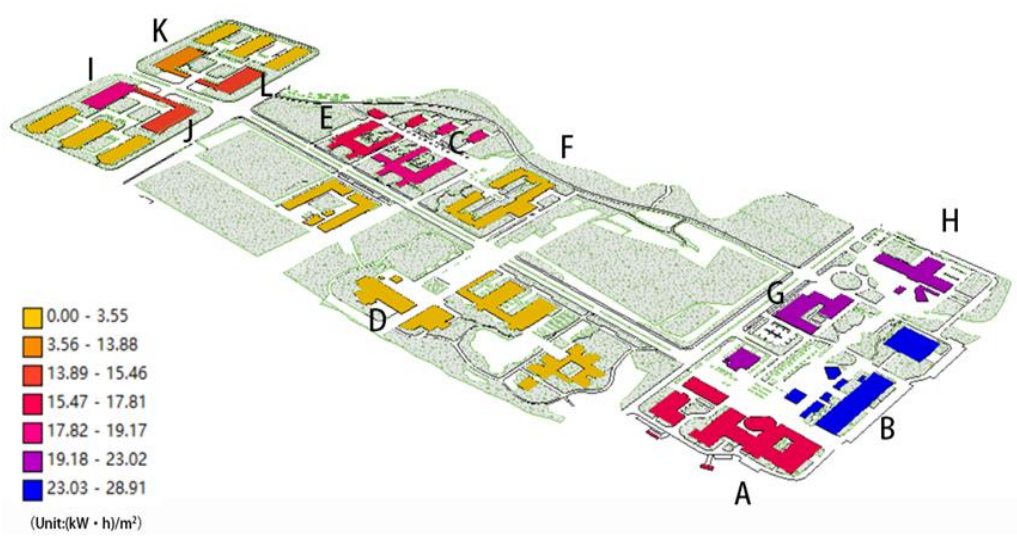 K
I
L
J
E
C
F
H
G
D
B
A
0.00 - 3.55
3.56 - 13.88
13.89 - 15.46
15.47 - 17.81
17.82 - 19.17
19.18 - 23.02
23.03 - 28.91
(Unit:(kW・h)/m²)